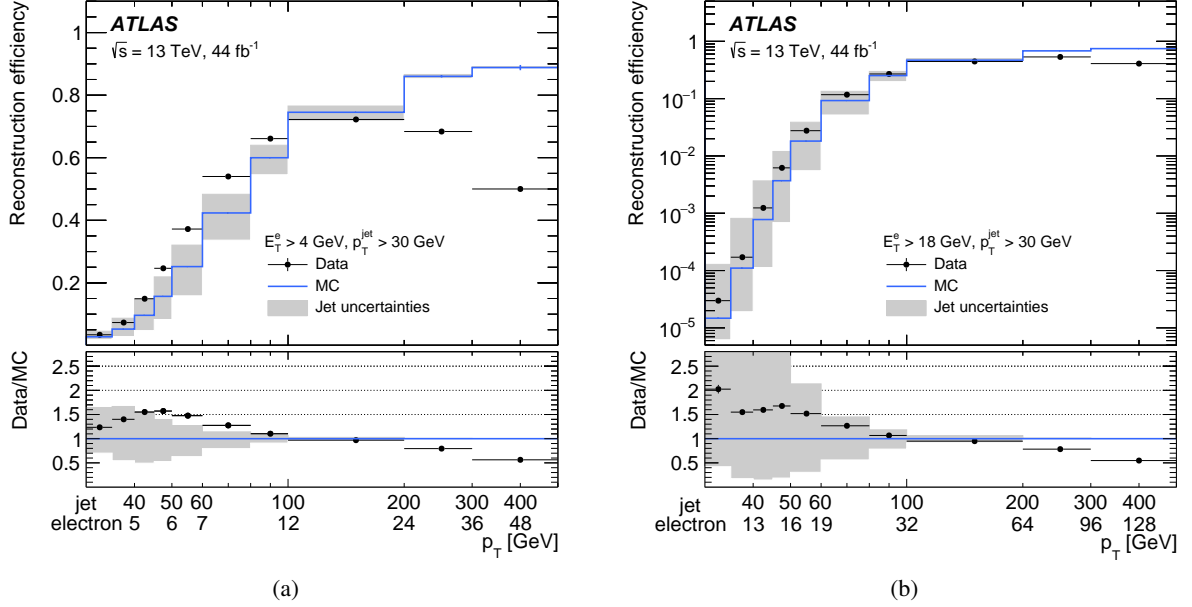 ATLAS
√s = 13 TeV, 44 fb⁻¹
Reconstruction efficiency
1
0.8
0.6
0.4
0.2
E_T^e > 4 GeV, p_T^jet > 30 GeV
Data
MC
Jet uncertainties
Data/MC
2.5
2
1.5
1
0.5
jet 40 50 60 100 200 300 400
electron 5 6 7 12 24 36 48
p_T [GeV]
(a)
ATLAS
√s = 13 TeV, 44 fb⁻¹
Reconstruction efficiency
1
10⁻¹
10⁻²
10⁻³
10⁻⁴
10⁻⁵
E_T^e > 18 GeV, p_T^jet > 30 GeV
Data
MC
Jet uncertainties
Data/MC
2.5
2
1.5
1
0.5
jet 40 50 60 100 200 300 400
electron 13 16 19 32 64 96 128
p_T [GeV]
(b)